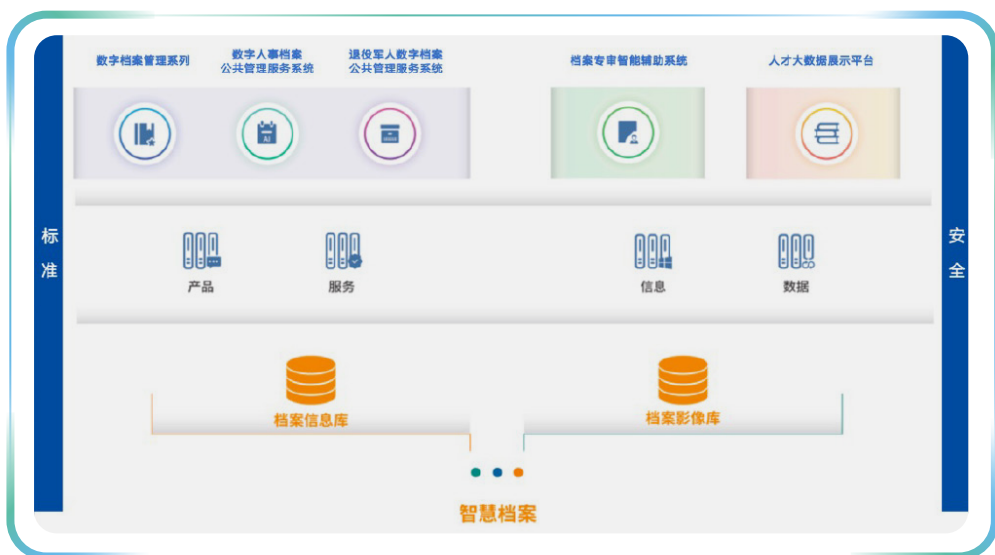 数字档案管理系列
数字人事档案
公共管理服务系统
退役军人数字档案
公共管理服务系统
档案专审智能辅助系统
人才大数据展示平台
AI
标
准
安
全
产品
服务
信息
数据
档案信息库
档案影像库
智慧档案